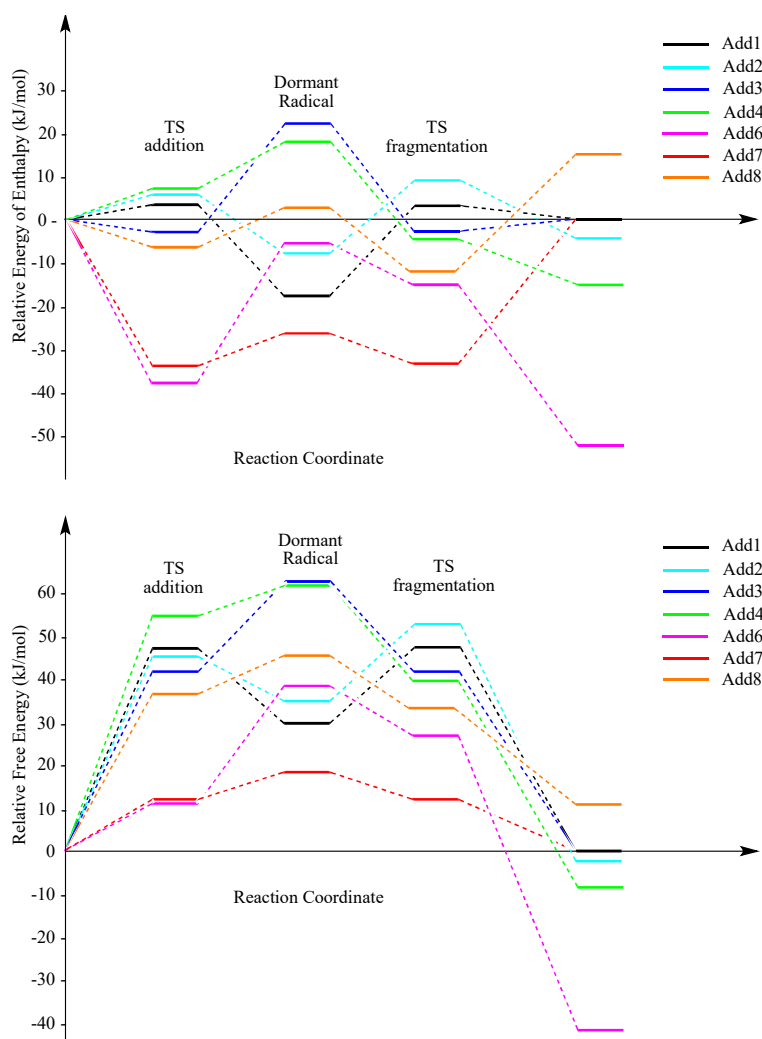 Relative Energy of Enthalpy (kJ/mol)
30
20
10
0 -
-10
-20
-30
-40
-50
TS
addition
Dormant
Radical
TS
fragmentation
Add1
Add2
Add3
Add4
Add6
Add7
Add8
Reaction Coordinate
Relative Free Energy (kJ/mol)
60
50
40
30
20
10
0
-10
-20
-30
-40
TS
addition
Dormant
Radical
TS
fragmentation
Add1
Add2
Add3
Add4
Add6
Add7
Add8
Reaction Coordinate